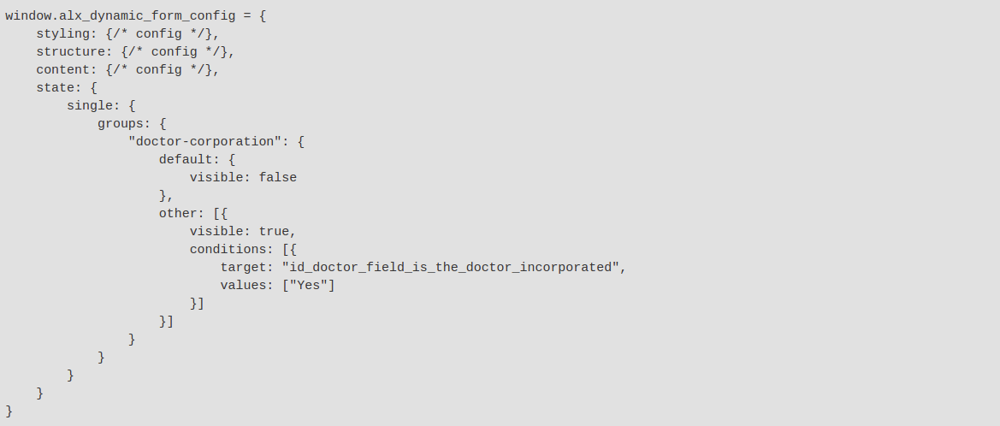 window.alx_dynamic_form_config = {
    styling: {/* config */},
    structure: {/* config */},
    content: {/* config */},
    state: {
        single: {
            groups: {
                "doctor-corporation": {
                    default: {
                        visible: false
                    },
                    other: [{
                        visible: true,
                        conditions: [{
                            target: "id_doctor_field_is_the_doctor_incorporated",
                            values: ["Yes"]
                        }]
                    }]
                }
            }
        }
    }
}